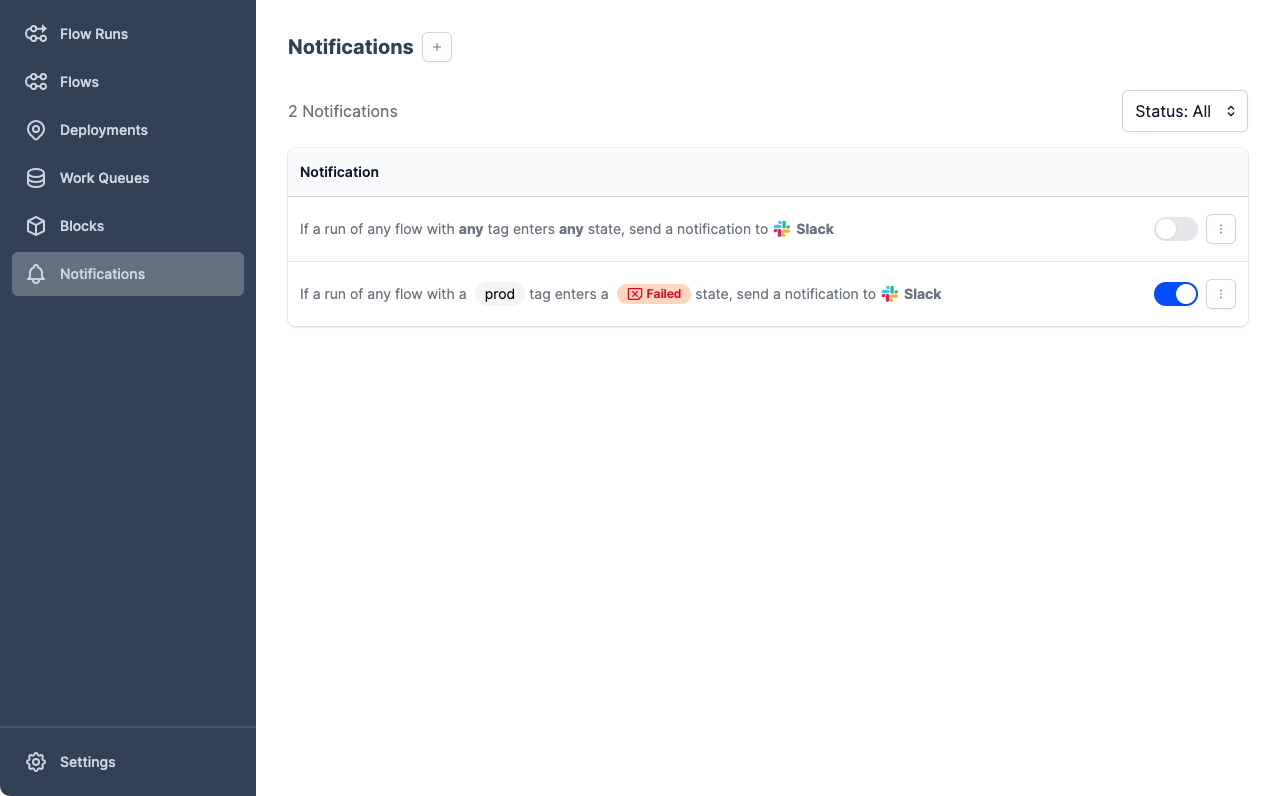 Flow Runs
Flows
Deployments
Work Queues
Blocks
Notifications
Settings
Notifications
2 Notifications
Status: All
Notification
If a run of any flow with any tag enters any state, send a notification to Slack
If a run of any flow with a prod tag enters a Failed state, send a notification to Slack